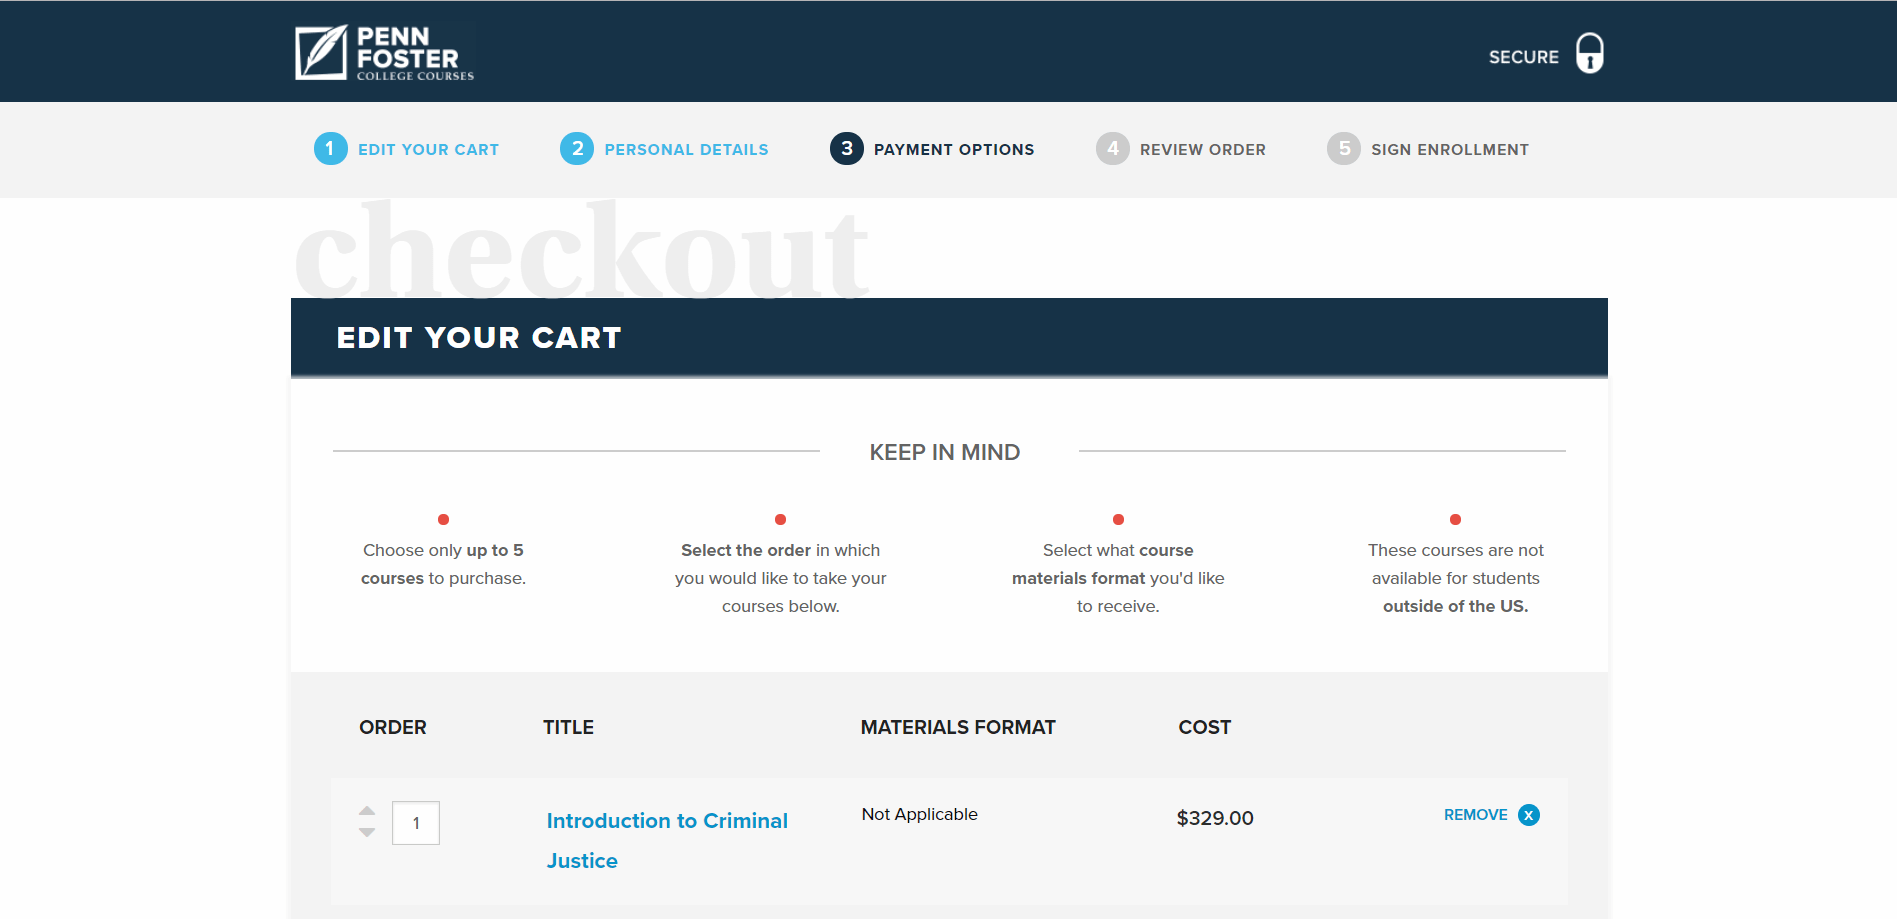 PENN
FOSTER
COLLEGE COURSES
SECURE
1 EDIT YOUR CART
2 PERSONAL DETAILS
3 PAYMENT OPTIONS
4 REVIEW ORDER
5 SIGN ENROLLMENT
checkout
EDIT YOUR CART
KEEP IN MIND
Choose only up to 5
courses to purchase.
Select the order in which
you would like to take your
courses below.
Select what course
materials format you'd like
to receive.
These courses are not
available for students
outside of the US.
ORDER TITLE MATERIALS FORMAT COST
1
Introduction to Criminal
Justice
Not Applicable
$329.00
REMOVE X